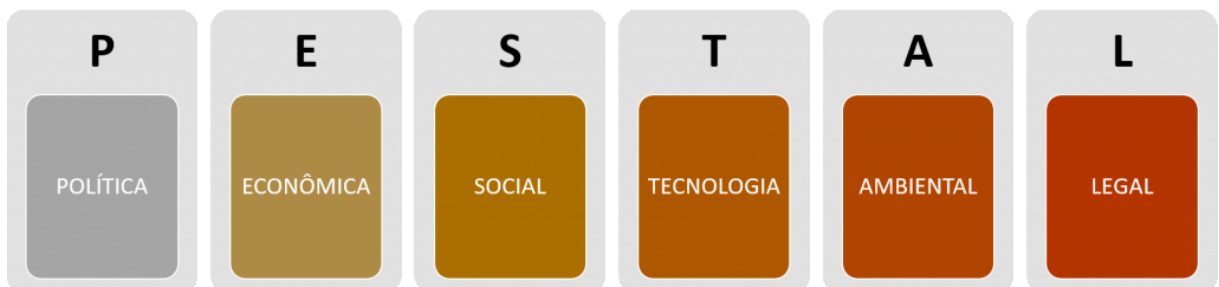 P E S T A L
POLÍTICA ECONÔMICA SOCIAL TECNOLOGIA AMBIENTAL LEGAL